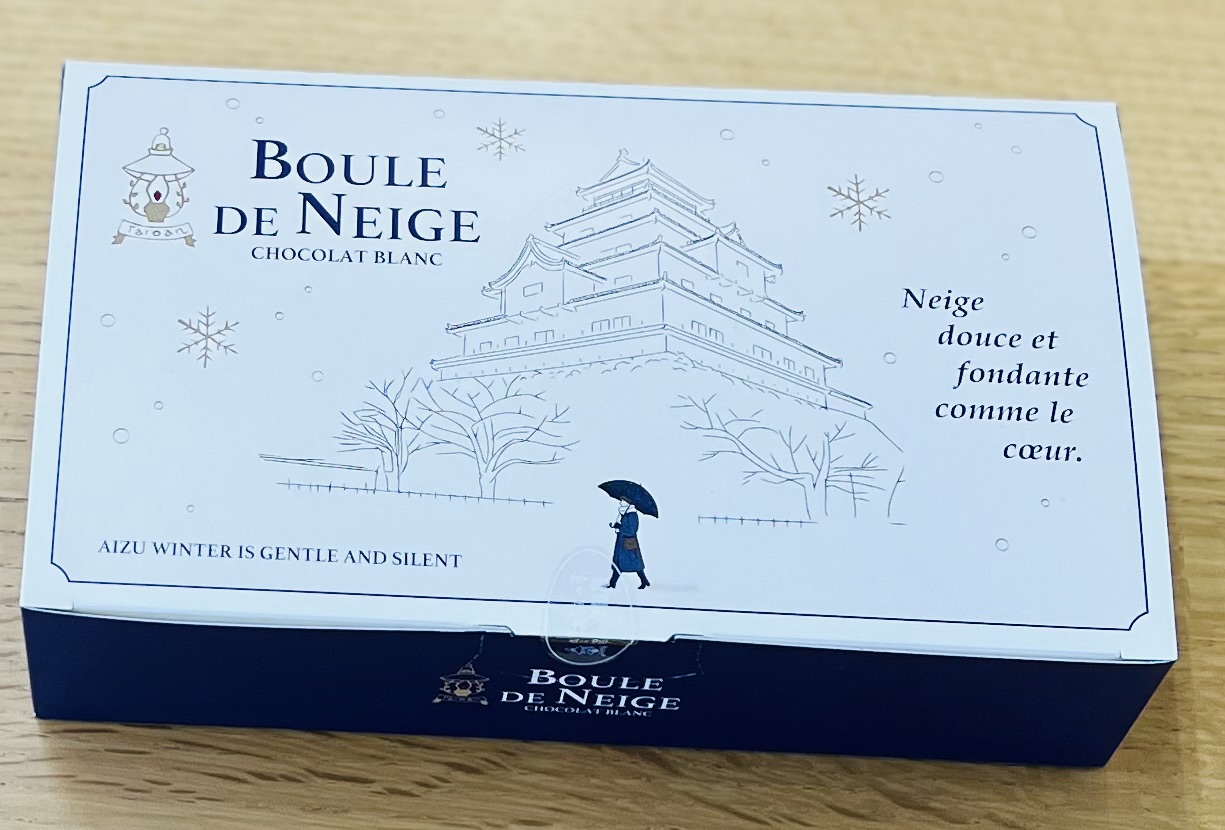 BOULE
DE NEIGE
CHOCOLAT BLANC
Taroan
Neige
douce et
fondante
comme le
cœur.
AIZU WINTER IS GENTLE AND SILENT
BOULE
DE NEIGE
CHOCOLAT BLANC